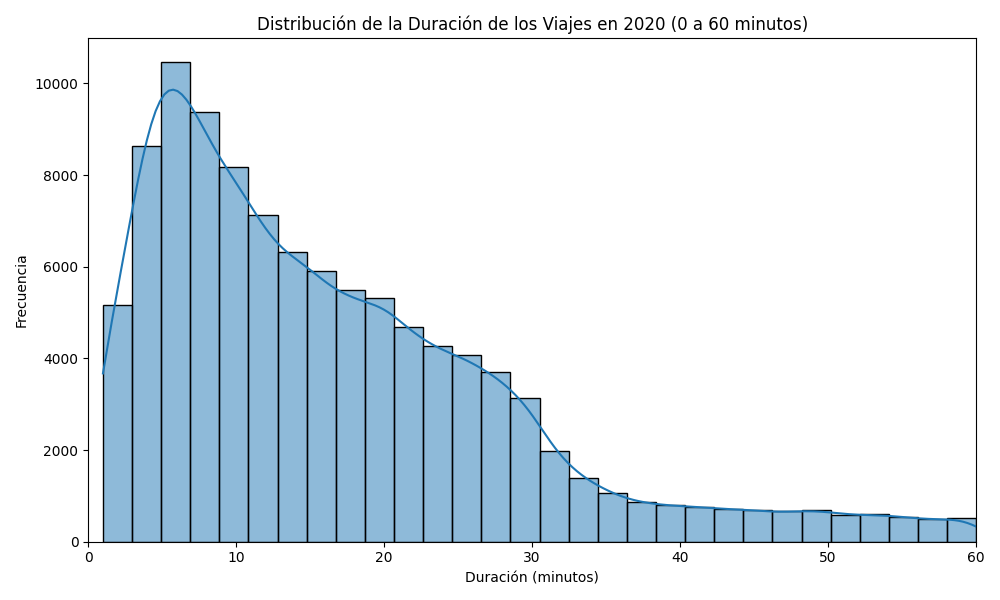 Distribución de la Duración de los Viajes en 2020 (0 a 60 minutos)
10000
8000
6000
4000
2000
0
Frecuencia
0 10 20 30 40 50 60
Duración (minutos)